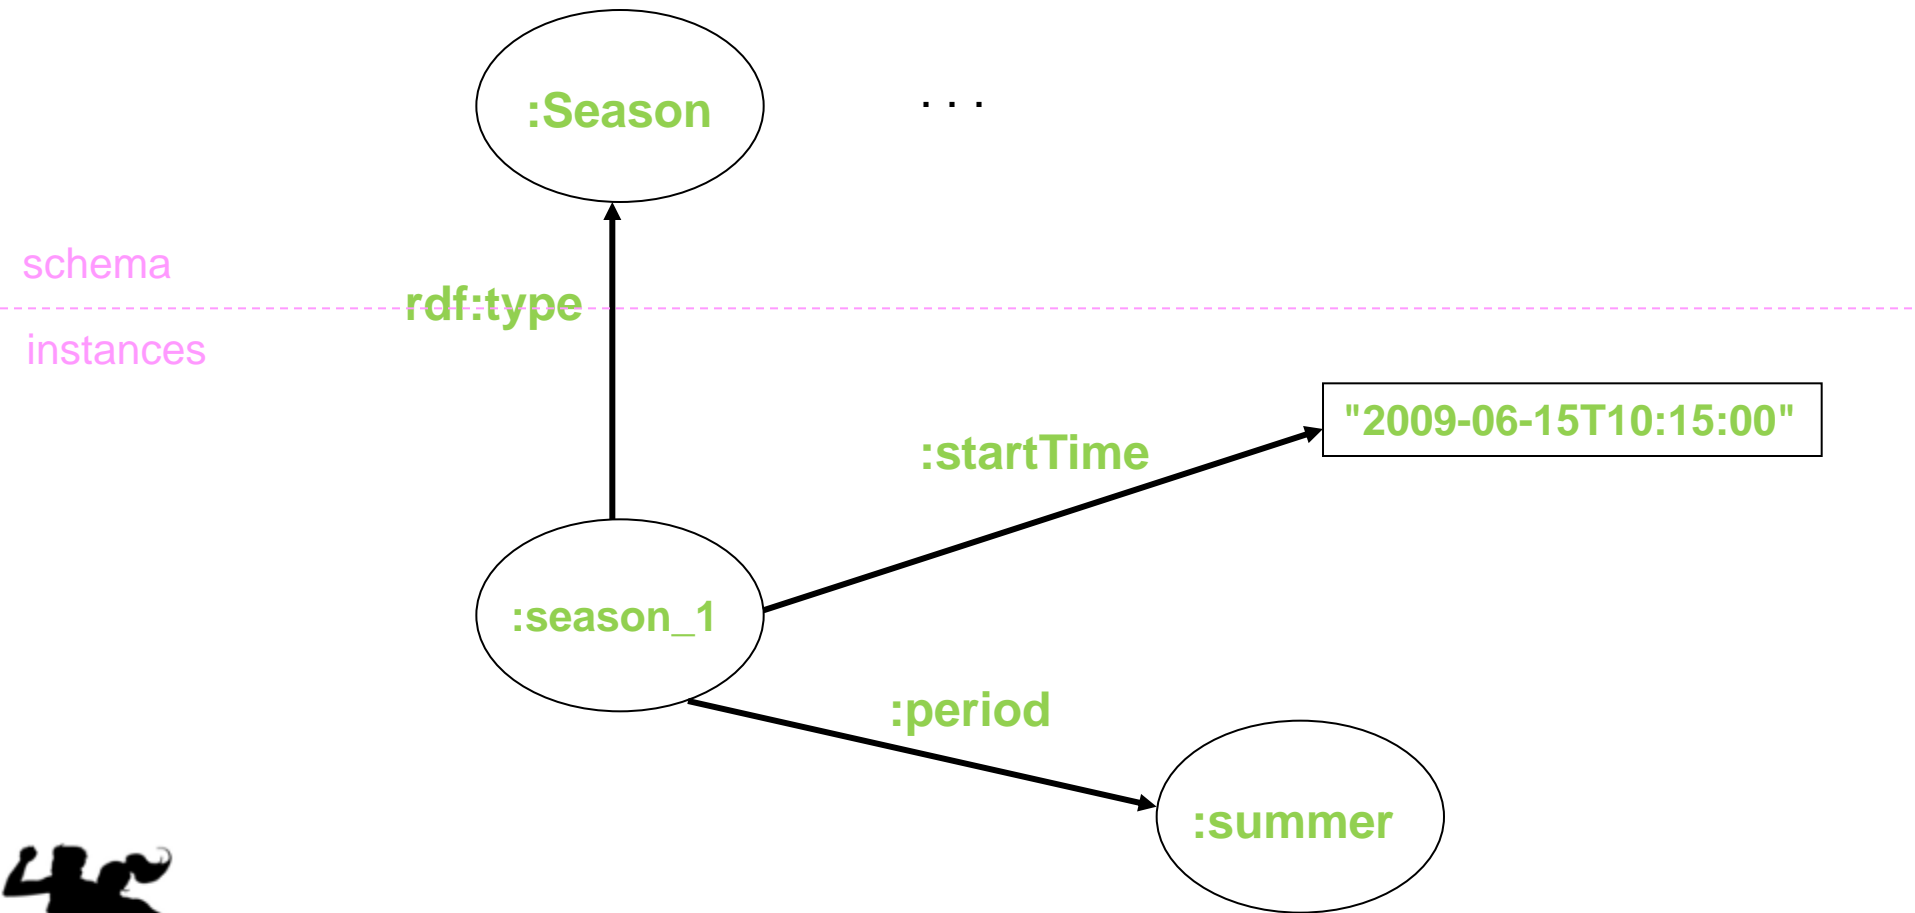 :Season
. . .
schema
rdf:type
instances
"2009-06-15T10:15:00"
:startTime
:season_1
:period
:summer